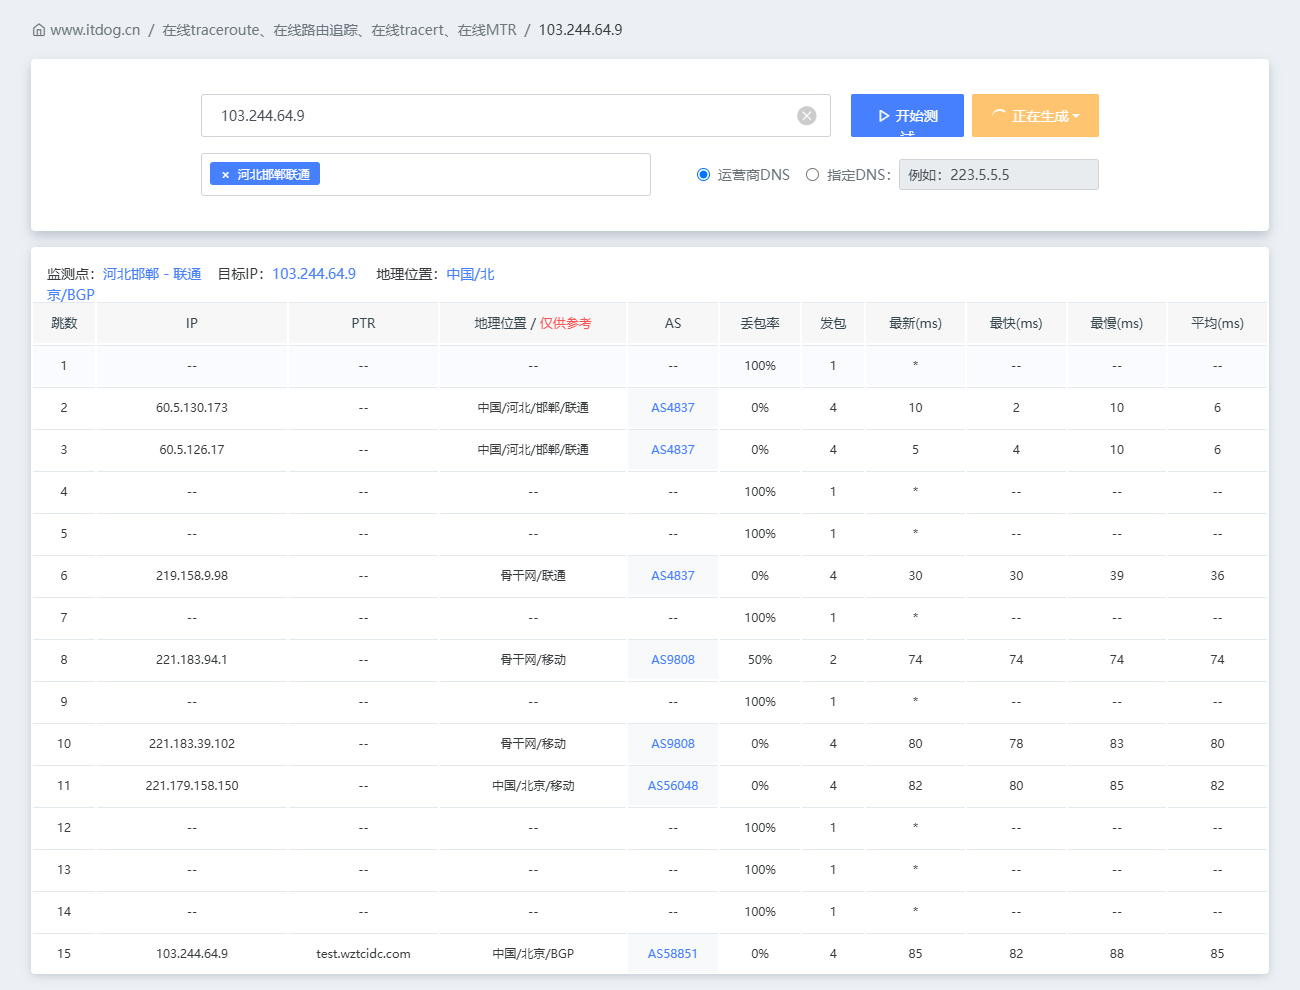 www.itdog.cn / 在线traceroute、在线路由追踪、在线tracert、在线MTR / 103.244.64.9
103.244.64.9 开始测试 正在生成
× 河北邯郸联通 运营商DNS 指定DNS： 例如：223.5.5.5
监测点：河北邯郸 - 联通 目标IP：103.244.64.9 地理位置：中国/北
京/BGP
跳数 IP PTR 地理位置 / 仅供参考 AS 丢包率 发包 最新(ms) 最快(ms) 最慢(ms) 平均(ms)
1 -- -- -- -- 100% 1 * -- -- --
2 60.5.130.173 -- 中国/河北/邯郸/联通 AS4837 0% 4 10 2 10 6
3 60.5.126.17 -- 中国/河北/邯郸/联通 AS4837 0% 4 5 4 10 6
4 -- -- -- -- 100% 1 * -- -- --
5 -- -- -- -- 100% 1 * -- -- --
6 219.158.9.98 -- 骨干网/联通 AS4837 0% 4 30 30 39 36
7 -- -- -- -- 100% 1 * -- -- --
8 221.183.94.1 -- 骨干网/移动 AS9808 50% 2 74 74 74 74
9 -- -- -- -- 100% 1 * -- -- --
10 221.183.39.102 -- 骨干网/移动 AS9808 0% 4 80 78 83 80
11 221.179.158.150 -- 中国/北京/移动 AS56048 0% 4 82 80 85 82
12 -- -- -- -- 100% 1 * -- -- --
13 -- -- -- -- 100% 1 * -- -- --
14 -- -- -- -- 100% 1 * -- -- --
15 103.244.64.9 test.wztcidc.com 中国/北京/BGP AS58851 0% 4 85 82 88 85